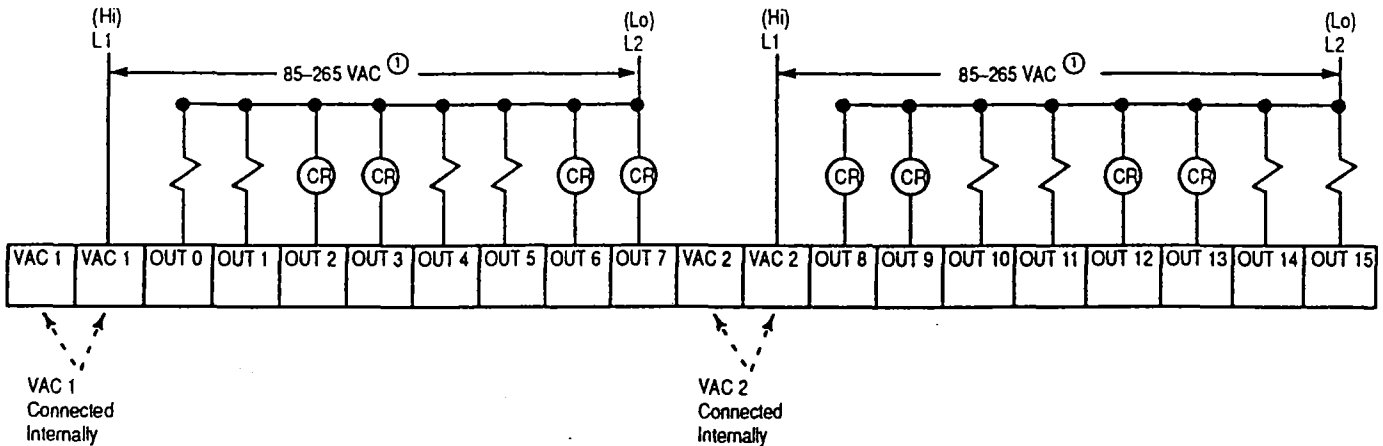 (Hi) (Lo) (Hi) (Lo)
L1 L2 L1 L2
85–265 VAC ① 85–265 VAC ①
CR CR CR CR CR CR CR CR
VAC 1 VAC 1 OUT 0 OUT 1 OUT 2 OUT 3 OUT 4 OUT 5 OUT 6 OUT 7 VAC 2 VAC 2 OUT 8 OUT 9 OUT 10 OUT 11 OUT 12 OUT 13 OUT 14 OUT 15
VAC 1
Connected
Internally
VAC 2
Connected
Internally